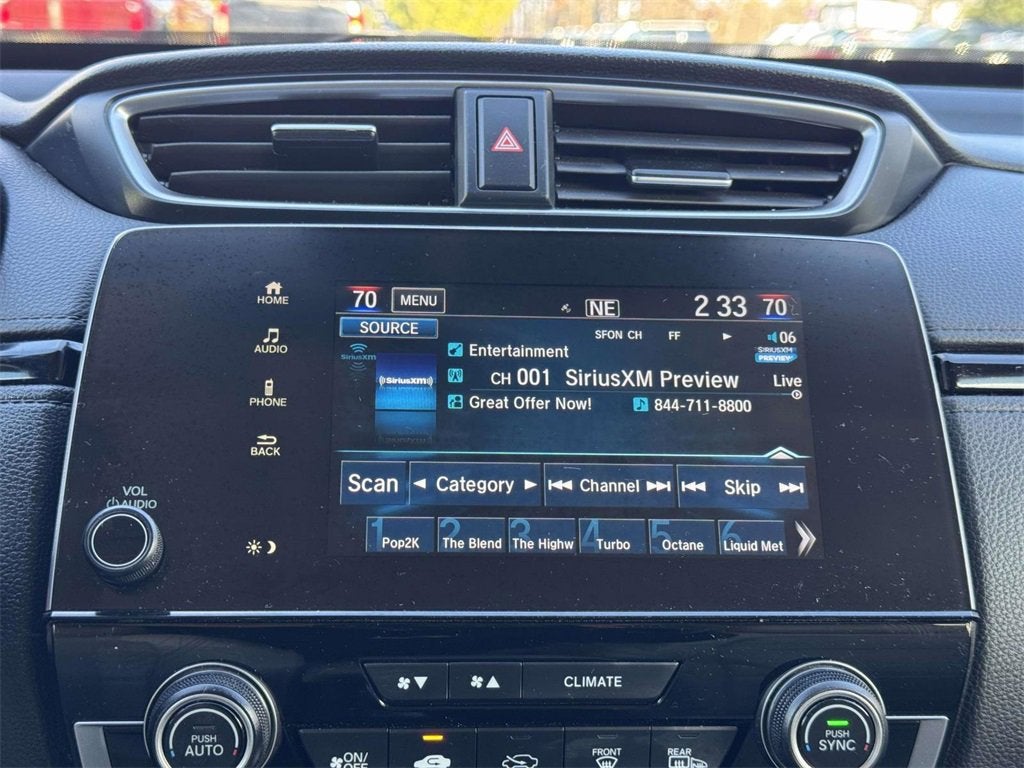 HOME
AUDIO
PHONE
BACK
VOL
AUDIO
70 MENU NE 2 33 70
SOURCE SFON CH FF 06
SiriusXM SIRIUSXM PREVIEW
Entertainment
((SiriusXM))
CH 001 SiriusXM Preview Live
Great Offer Now! 844-711-8800
Scan Category Channel Skip
1 Pop2K 2 The Blend 3 The Highw 4 Turbo 5 Octane 6 Liquid Met
CLIMATE
PUSH AUTO
ON/OFF
FRONT
REAR
PUSH SYNC